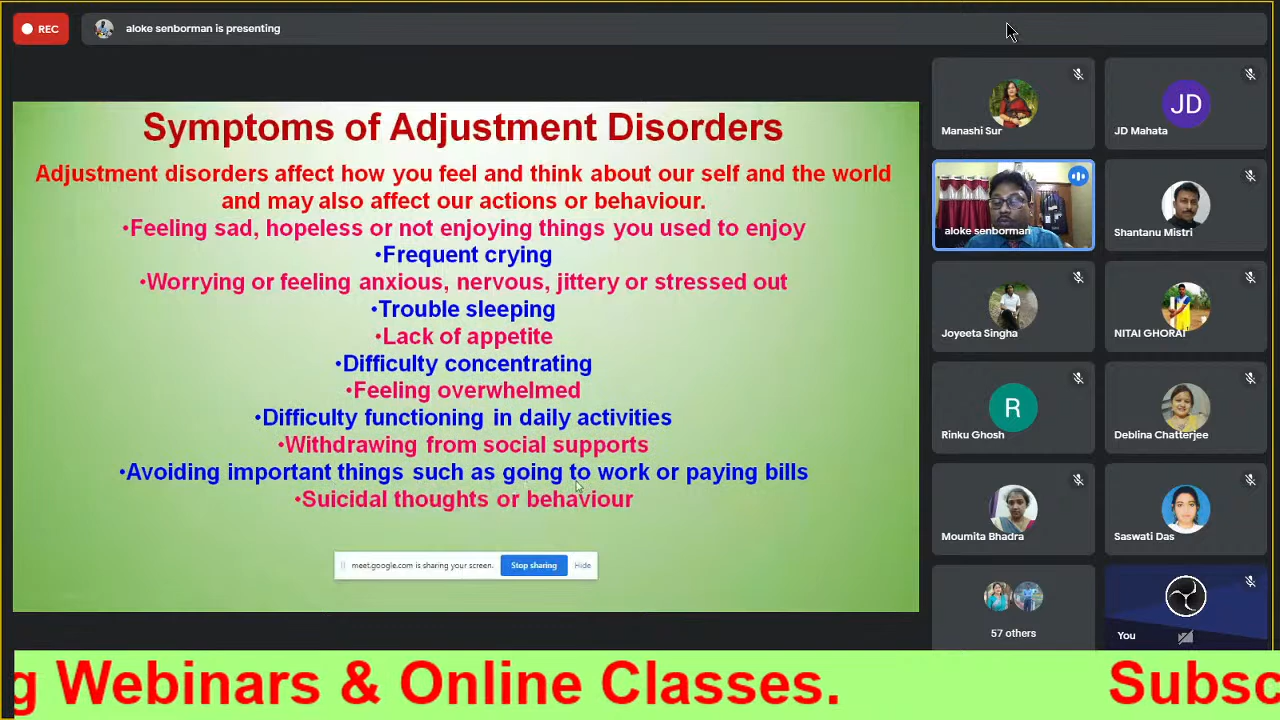 REC
aloke senborman is presenting
Symptoms of Adjustment Disorders
Adjustment disorders affect how you feel and think about our self and the world
and may also affect our actions or behaviour.
•Feeling sad, hopeless or not enjoying things you used to enjoy
•Frequent crying
•Worrying or feeling anxious, nervous, jittery or stressed out
•Trouble sleeping
•Lack of appetite
•Difficulty concentrating
•Feeling overwhelmed
•Difficulty functioning in daily activities
•Withdrawing from social supports
•Avoiding important things such as going to work or paying bills
•Suicidal thoughts or behaviour
meet.google.com is sharing your screen. Stop sharing Hide
Manashi Sur
JD
JD Mahata
aloke senborman
Shantanu Mistri
Joyeeta Singha
NITAI GHORAI
R
Rinku Ghosh
Deblina Chatterjee
Moumita Bhadra
Saswati Das
57 others
You
g Webinars & Online Classes. Subsc